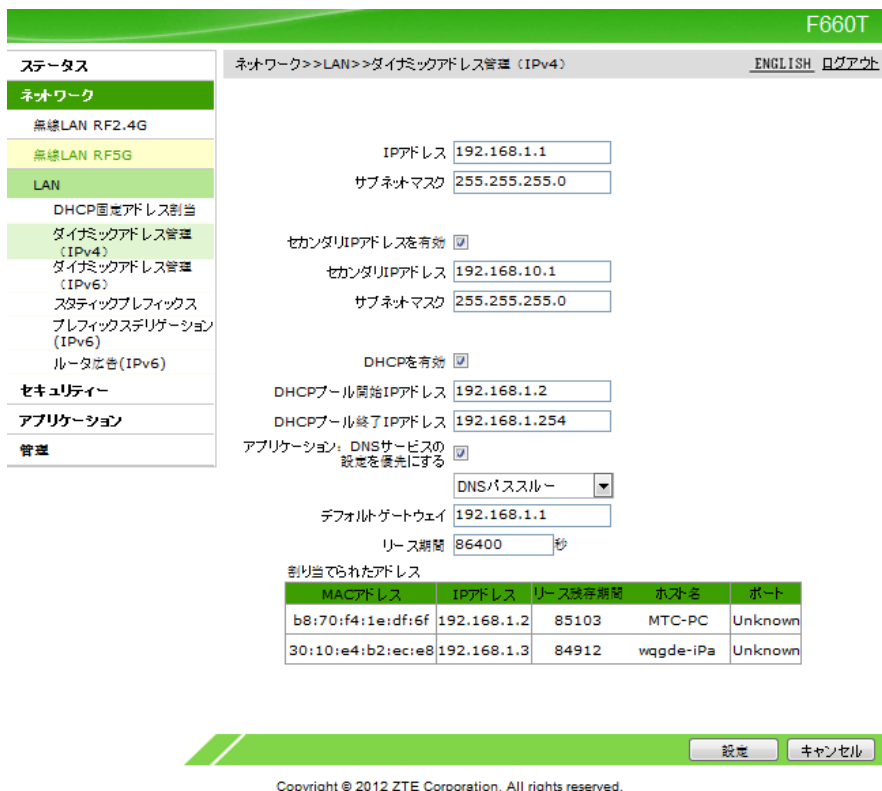 F660T
ステータス
ネットワーク>>LAN>>ダイナミックアドレス管理（IPv4）
ENGLISH ログアウト
ネットワーク
無線LAN RF2.4G
無線LAN RF5G
LAN
DHCP固定アドレス割当
ダイナミックアドレス管理
（IPv4）
ダイナミックアドレス管理
（IPv6）
スタティックプレフィックス
プレフィックスデリゲーション
(IPv6)
ルータ広告(IPv6)
セキュリティー
アプリケーション
管理
IPアドレス 192.168.1.1
サブネットマスク 255.255.255.0
セカンダリIPアドレスを有効
セカンダリIPアドレス 192.168.10.1
サブネットマスク 255.255.255.0
DHCPを有効
DHCPプール開始IPアドレス 192.168.1.2
DHCPプール終了IPアドレス 192.168.1.254
アプリケーション：DNSサービスの
設定を優先にする
DNSパススルー
デフォルトゲートウェイ 192.168.1.1
リース期間 86400 秒
割り当てられたアドレス
MACアドレス IPアドレス リース残存期間 ホスト名 ポート
b8:70:f4:1e:df:6f 192.168.1.2 85103 MTC-PC Unknown
30:10:e4:b2:ec:e8 192.168.1.3 84912 wqgde-iPa Unknown
設定 キャンセル
Copyright © 2012 ZTE Corporation. All rights reserved.